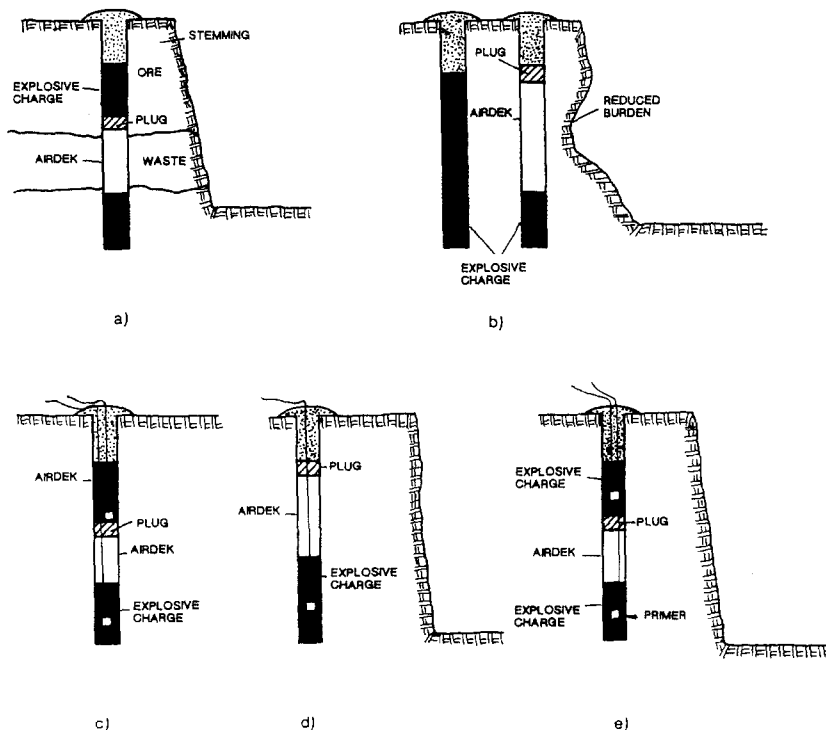 STEMMING
EXPLOSIVE
CHARGE
ORE
PLUG
AIRDEK
WASTE
a)
PLUG
AIRDEK
REDUCED
BURDEN
EXPLOSIVE
CHARGE
b)
AIRDEK
PLUG
AIRDEK
EXPLOSIVE
CHARGE
c)
PLUG
AIRDEK
EXPLOSIVE
CHARGE
d)
EXPLOSIVE
CHARGE
PLUG
AIRDEK
EXPLOSIVE
CHARGE
PRIMER
e)